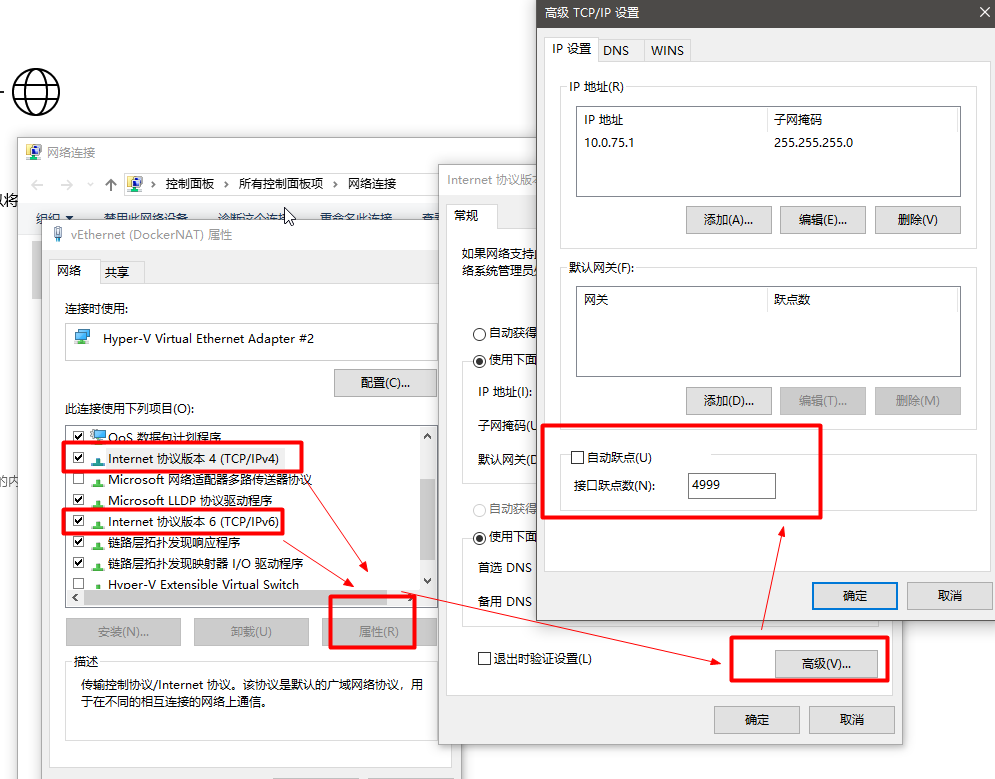 高级 TCP/IP 设置
IP 设置
DNS
WINS
IP 地址(R)
IP 地址
子网掩码
10.0.75.1
255.255.255.0
添加(A)...
编辑(E)...
删除(V)
默认网关(F):
网关
跃点数
添加(D)...
编辑(T)...
删除(M)
自动跃点(U)
接口跃点数(N):
4999
确定
取消
网络连接
控制面板
所有控制面板项
网络连接
组织
禁用此网络设备
诊断这个连接
重命名此连接
查看
vEthernet (DockerNAT) 属性
网络
共享
连接时使用:
Hyper-V Virtual Ethernet Adapter #2
配置(C)...
此连接使用下列项目(O):
QoS 数据包计划程序
Internet 协议版本 4 (TCP/IPv4)
Microsoft 网络适配器多路传送器协议
Microsoft LLDP 协议驱动程序
Internet 协议版本 6 (TCP/IPv6)
链路层拓扑发现响应程序
链路层拓扑发现映射器 I/O 驱动程序
Hyper-V Extensible Virtual Switch
安装(N)...
卸载(U)
属性(R)
描述
传输控制协议/Internet 协议。该协议是默认的广域网络协议，用
于在不同的相互连接的网络上通信。
Internet 协议版本
常规
如果网络支持
络系统管理员
自动获得
使用下面
IP 地址(I):
子网掩码(U
默认网关(D
自动获得
使用下面
首选 DNS
备用 DNS
退出时验证设置(L)
高级(V)...
确定
取消
将
的内